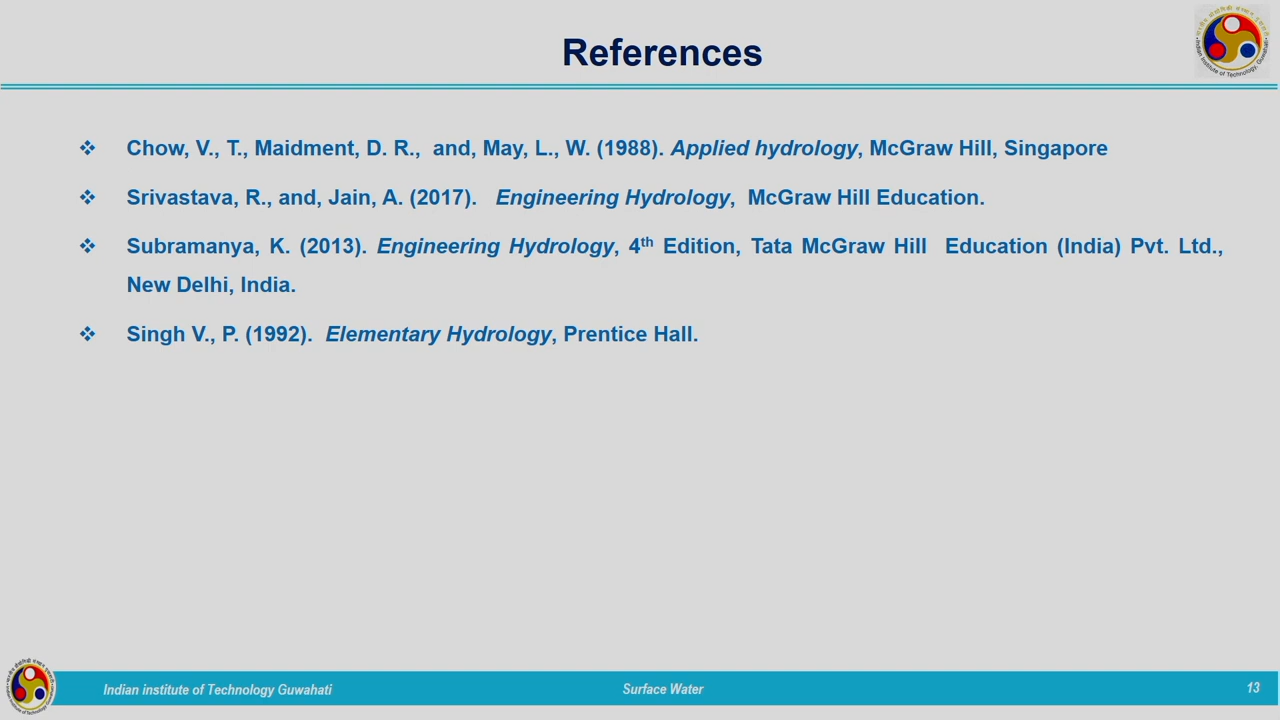 References
❖ Chow, V., T., Maidment, D. R., and, May, L., W. (1988). Applied hydrology, McGraw Hill, Singapore
❖ Srivastava, R., and, Jain, A. (2017). Engineering Hydrology, McGraw Hill Education.
❖ Subramanya, K. (2013). Engineering Hydrology, 4th Edition, Tata McGraw Hill Education (India) Pvt. Ltd.,
New Delhi, India.
❖ Singh V., P. (1992). Elementary Hydrology, Prentice Hall.
Indian institute of Technology Guwahati
Surface Water
13